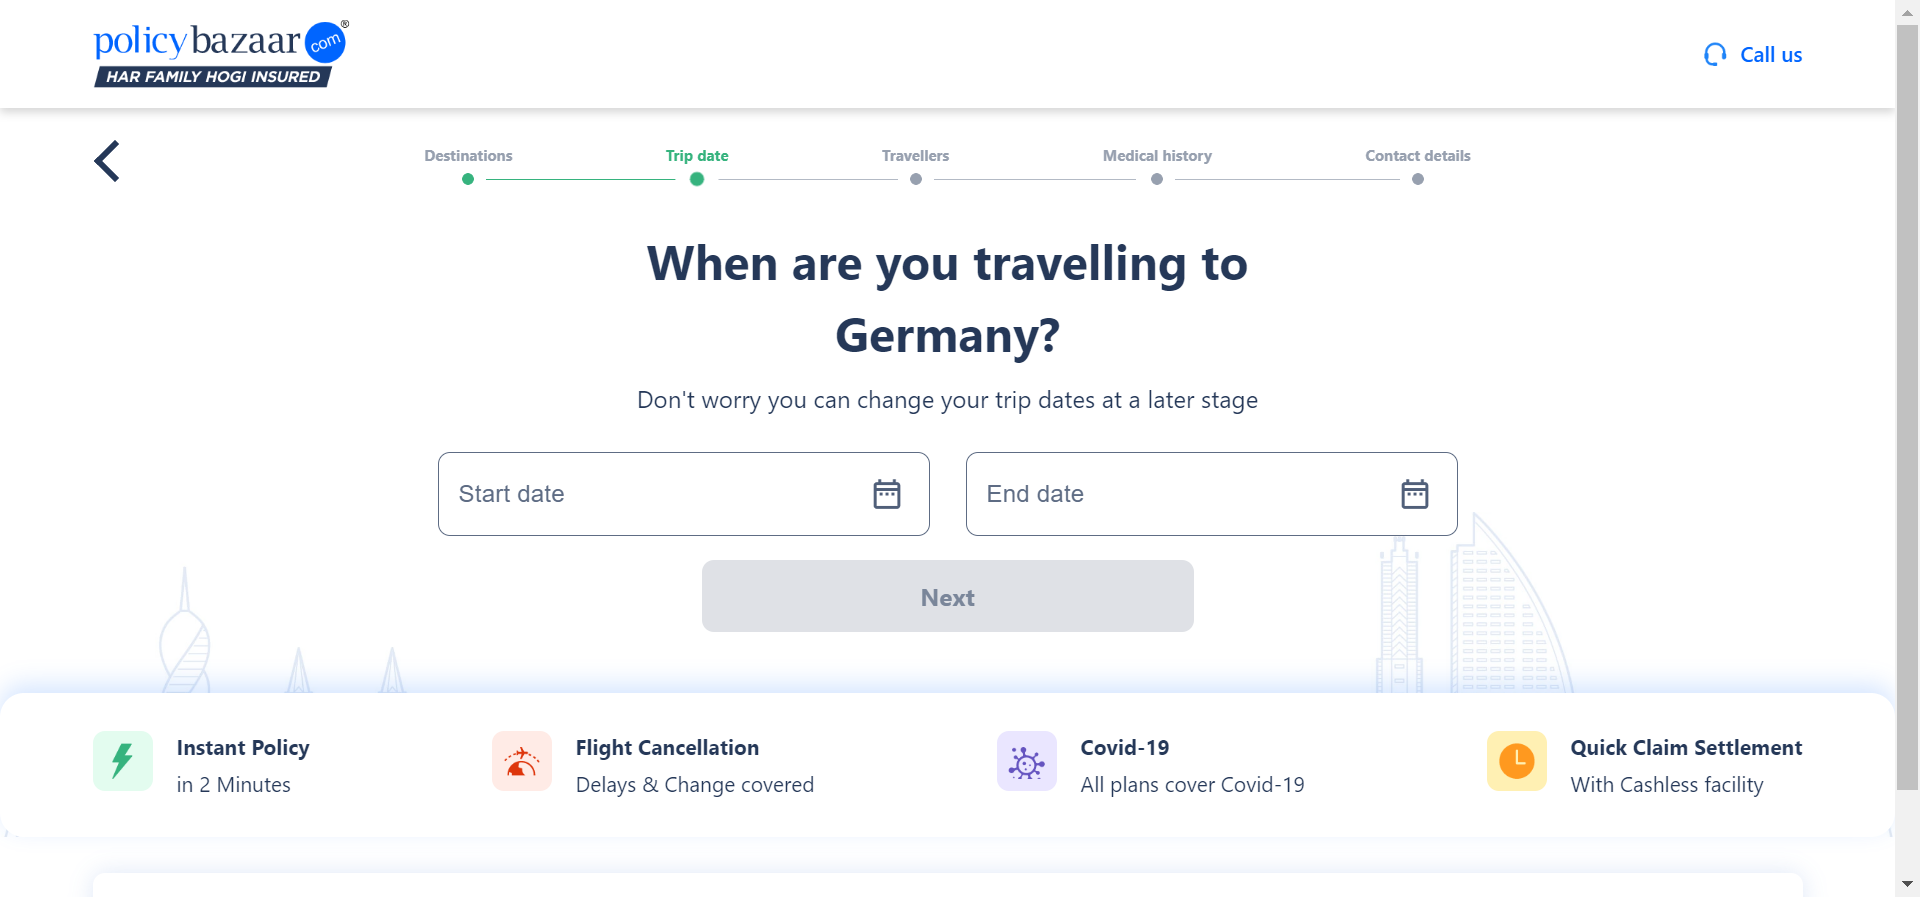 policybazaar com ®
HAR FAMILY HOGI INSURED
Call us
Destinations
Trip date
Travellers
Medical history
Contact details
When are you travelling to
Germany?
Don't worry you can change your trip dates at a later stage
Start date
End date
Next
Instant Policy
in 2 Minutes
Flight Cancellation
Delays & Change covered
Covid-19
All plans cover Covid-19
Quick Claim Settlement
With Cashless facility